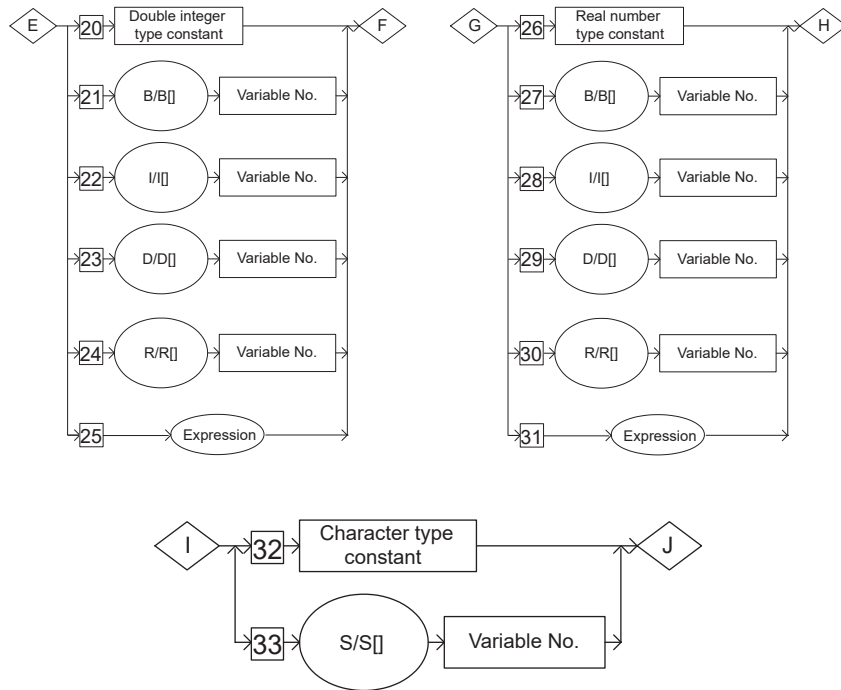 E
20
Double integer
type constant
F
21
B/B[]
Variable No.
22
I/I[]
Variable No.
23
D/D[]
Variable No.
24
R/R[]
Variable No.
25
Expression
G
26
Real number
type constant
H
27
B/B[]
Variable No.
28
I/I[]
Variable No.
29
D/D[]
Variable No.
30
R/R[]
Variable No.
31
Expression
I
32
Character type
constant
J
33
S/S[]
Variable No.